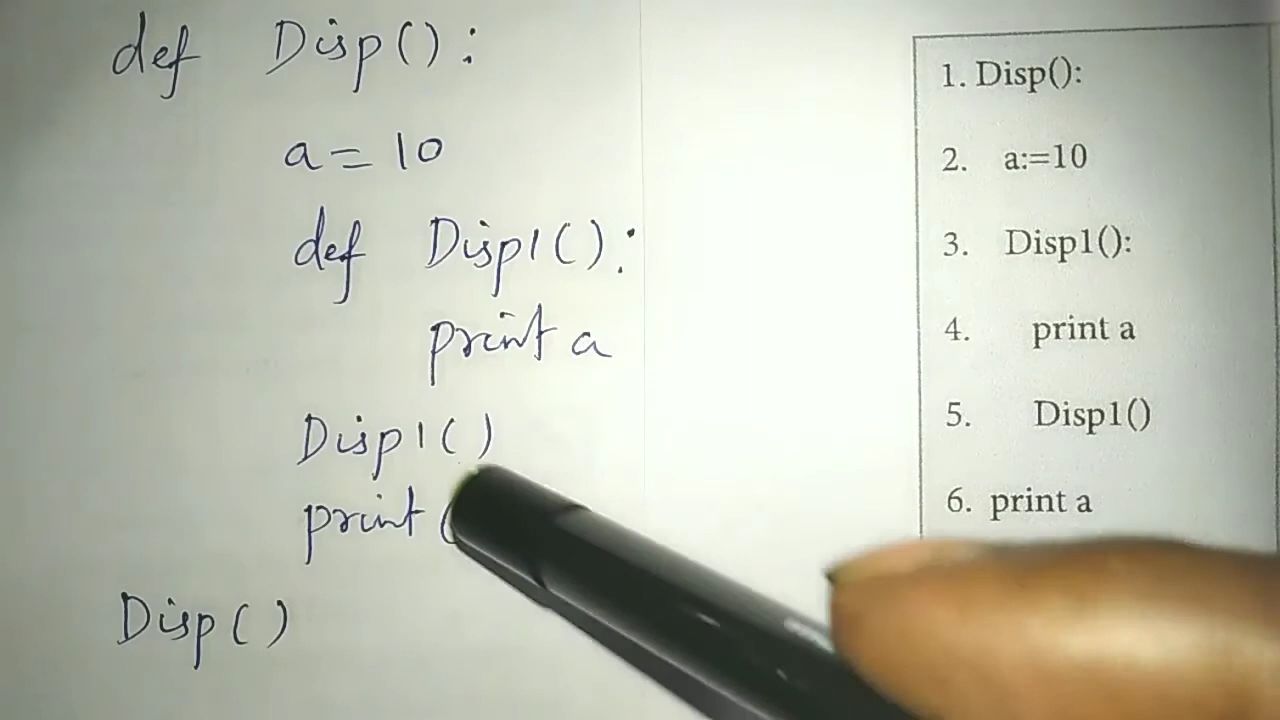 def Disp():
a = 10
def Disp1():
print a
Disp1()
print (
Disp()
1. Disp():
2. a:=10
3. Disp1():
4. print a
5. Disp1()
6. print a